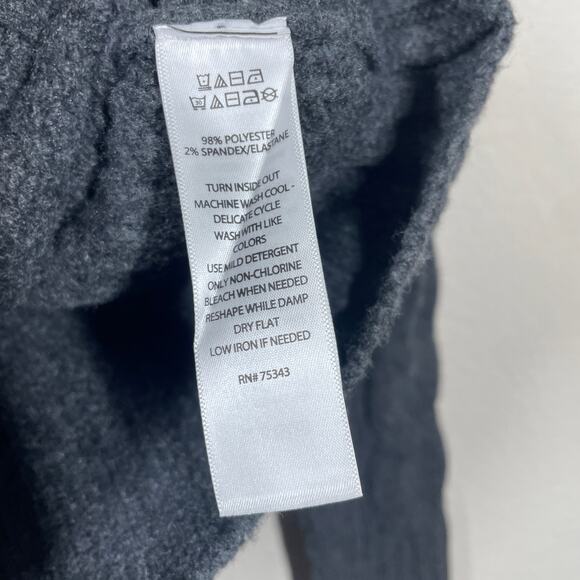 98% POLYESTER
2% SPANDEX/ELASTANE
TURN INSIDE OUT
MACHINE WASH COOL -
DELICATE CYCLE
WASH WITH LIKE
COLORS
USE MILD DETERGENT
ONLY NON-CHLORINE
BLEACH WHEN NEEDED
RESHAPE WHILE DAMP
DRY FLAT
LOW IRON IF NEEDED
RN# 75343